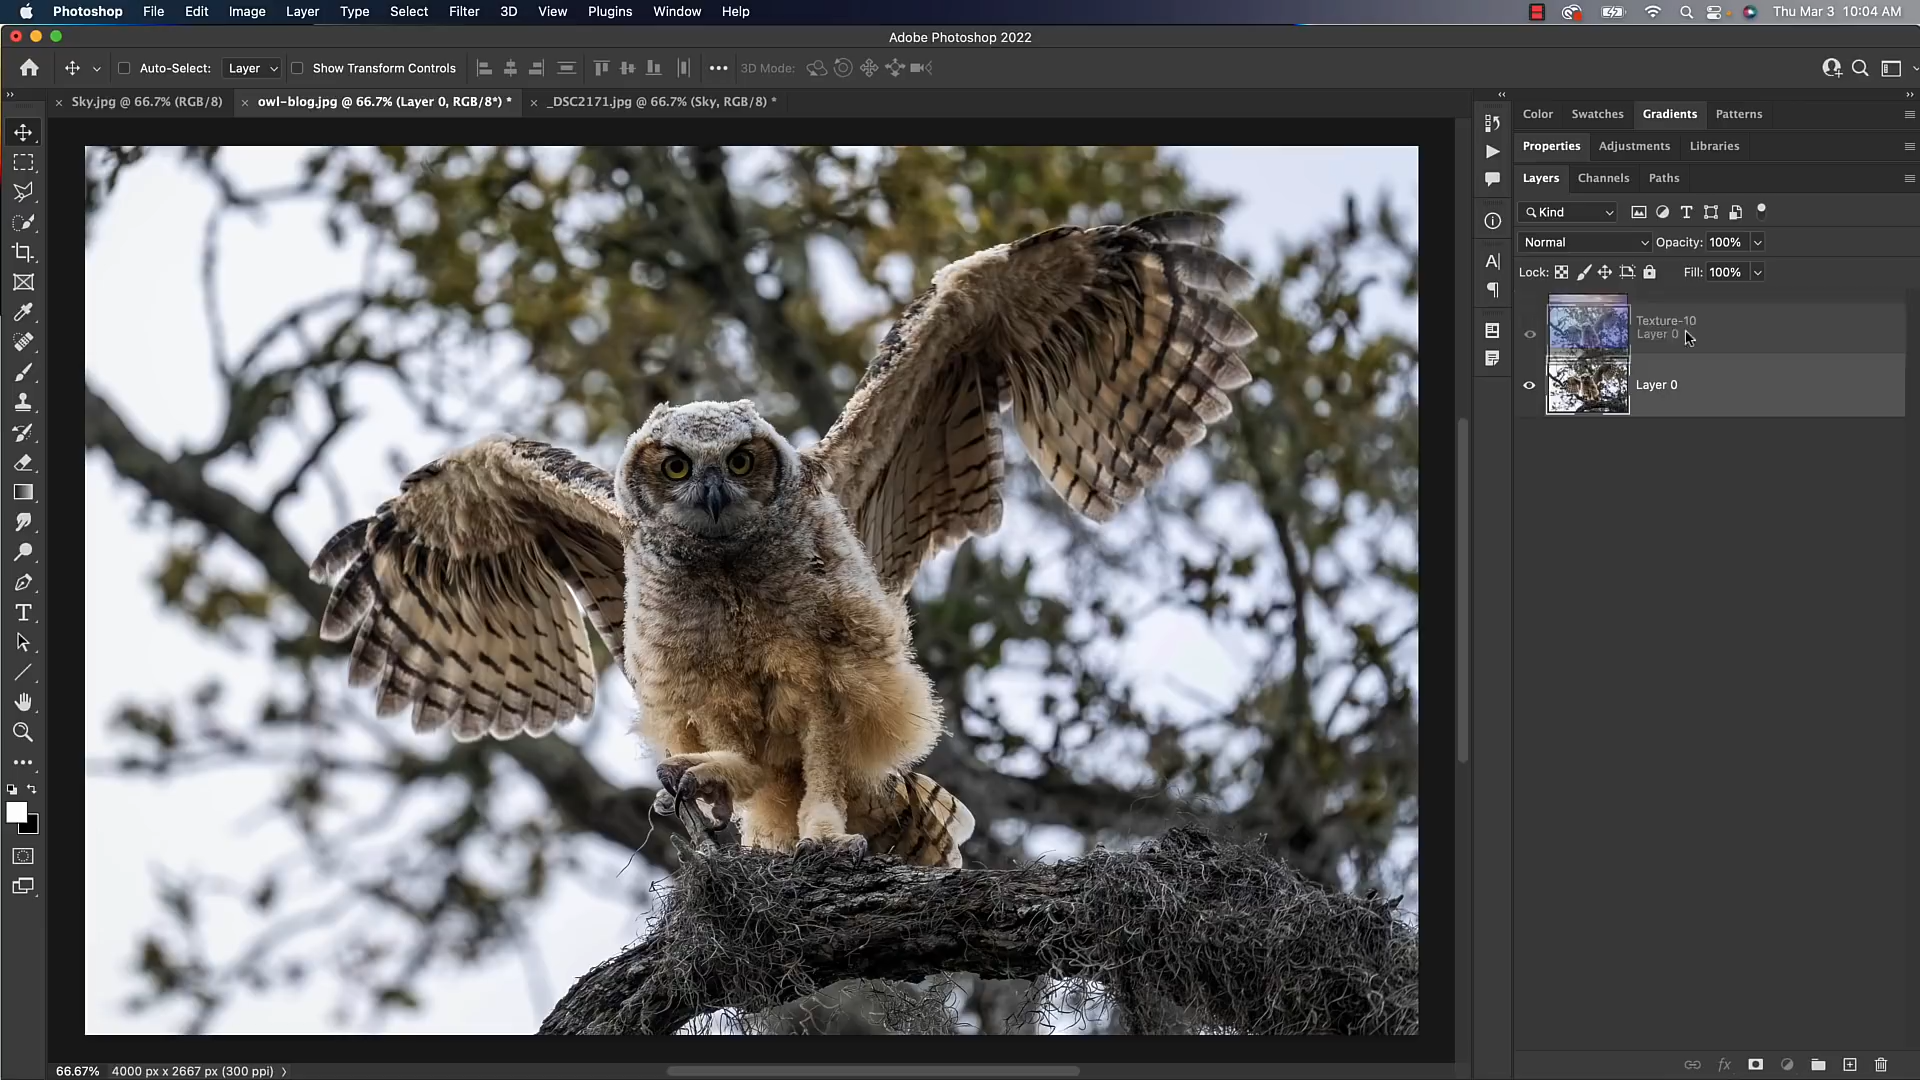 Photoshop File Edit Image Layer Type Select Filter 3D View Plugins Window Help Thu Mar 3 10:04 AM
Adobe Photoshop 2022
Auto-Select: Layer Show Transform Controls 3D Mode:
Sky.jpg @ 66.7% (RGB/8) owl-blog.jpg @ 66.7% (Layer 0, RGB/8*) * _DSC2171.jpg @ 66.7% (Sky, RGB/8) *
Color Swatches Gradients Patterns
Properties Adjustments Libraries
Layers Channels Paths
Kind
Normal Opacity: 100%
Lock: Fill: 100%
Texture-10
Layer 0
Layer 0
66.67% 4000 px x 2667 px (300 ppi)